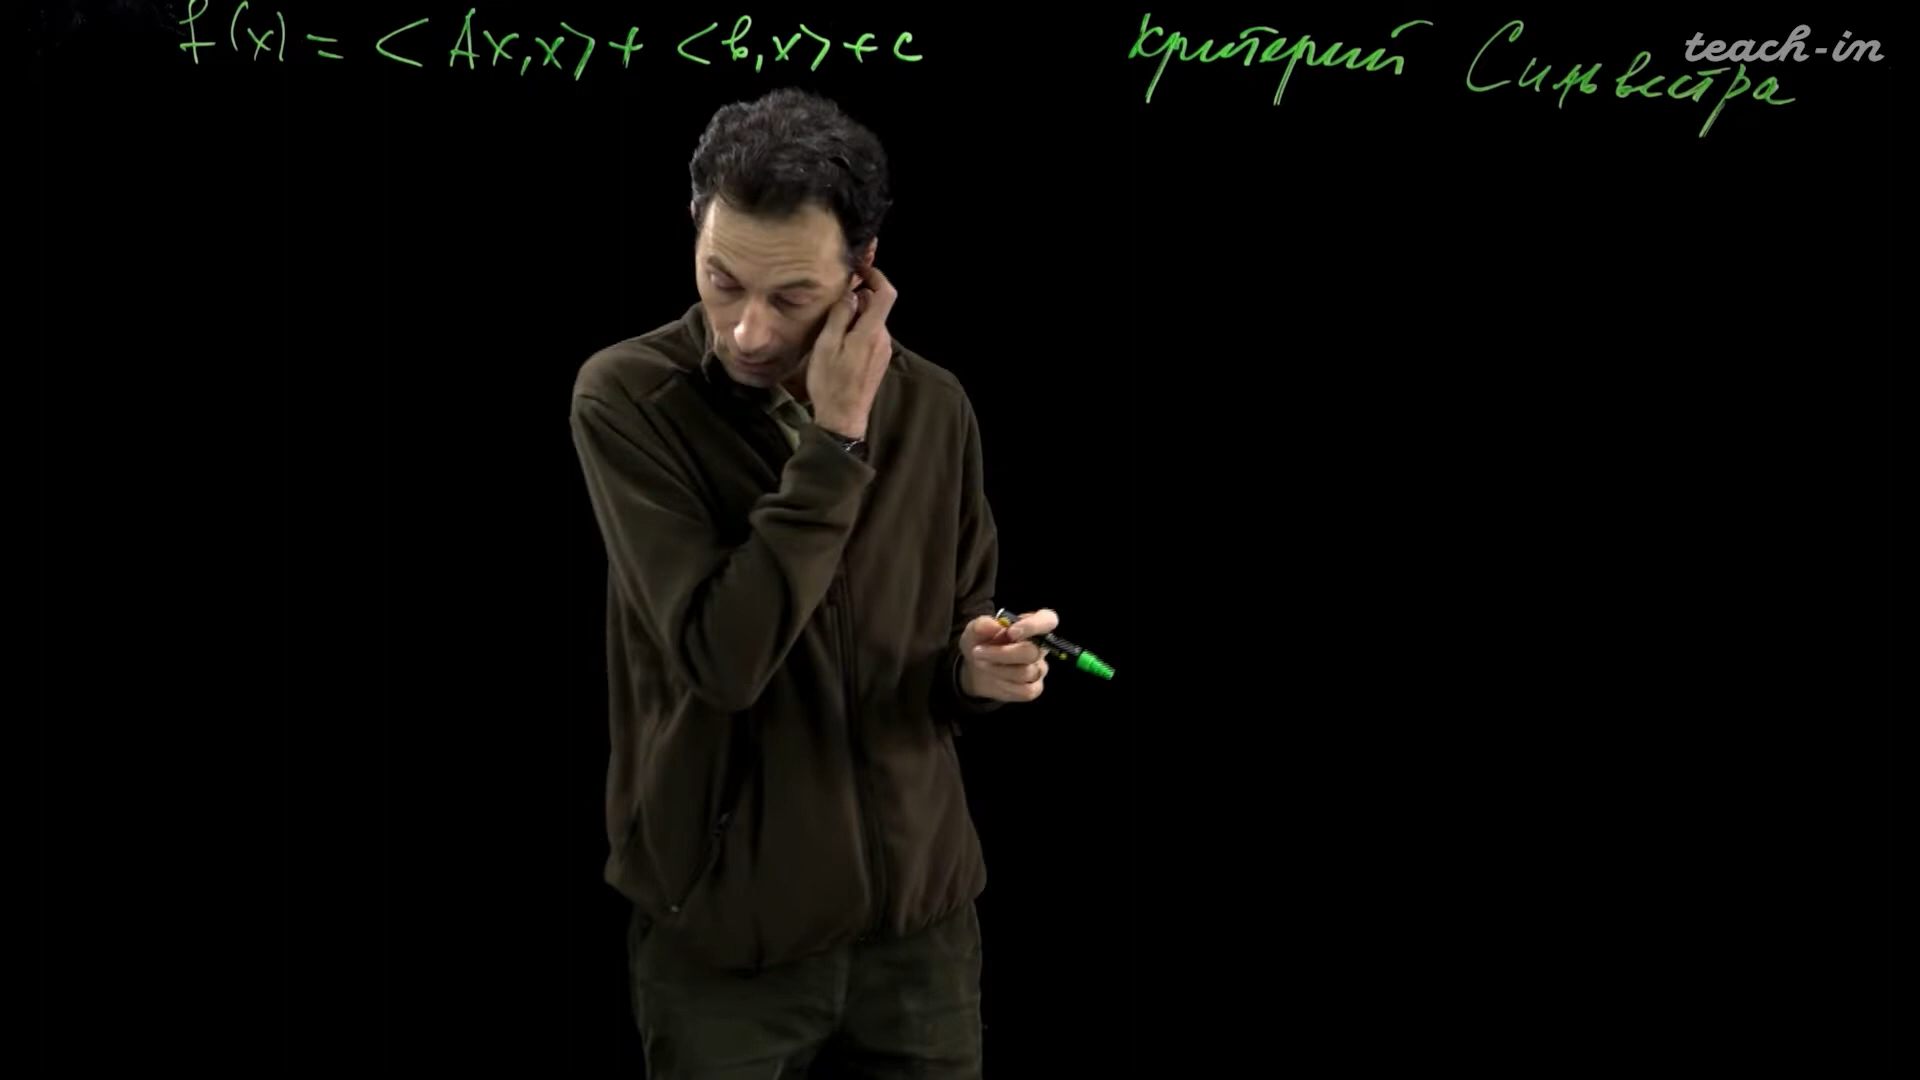 f(x) = <Ax,x> + <b,x> + c
критерий Сильвестра
teach-in